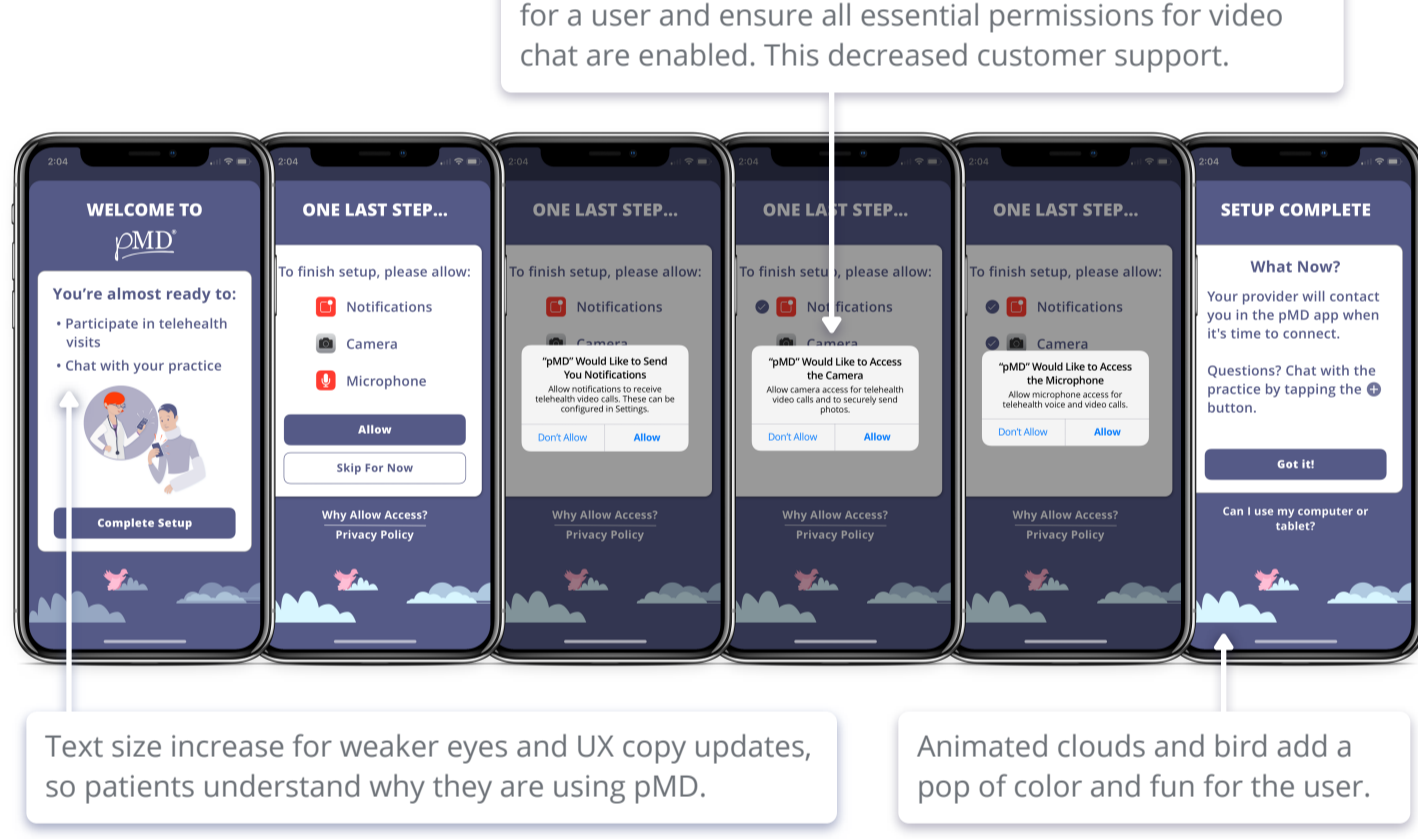 for a user and ensure all essential permissions for video
chat are enabled. This decreased customer support.
2:04
WELCOME TO
pMD®
You're almost ready to:
• Participate in telehealth
visits
• Chat with your practice
Complete Setup
2:04
ONE LAST STEP...
To finish setup, please allow:
Notifications
Camera
Microphone
Allow
Skip For Now
Why Allow Access?
Privacy Policy
2:04
ONE LAST STEP...
To finish setup, please allow:
Notifications
Camera
"pMD" Would Like to Send
You Notifications
Allow notifications to receive
telehealth video calls. These can be
configured in Settings.
Don't Allow
Allow
Why Allow Access?
Privacy Policy
2:04
ONE LAST STEP...
To finish setup, please allow:
Notifications
Camera
"pMD" Would Like to Access
the Camera
Allow camera access for telehealth
video calls and to securely send
photos.
Don't Allow
Allow
Why Allow Access?
Privacy Policy
2:04
ONE LAST STEP...
To finish setup, please allow:
Notifications
Camera
"pMD" Would Like to Access
the Microphone
Allow microphone access for
telehealth voice and video calls.
Don't Allow
Allow
Why Allow Access?
Privacy Policy
2:04
SETUP COMPLETE
What Now?
Your provider will contact
you in the pMD app when
it's time to connect.
Questions? Chat with the
practice by tapping the +
button.
Got it!
Can I use my computer or
tablet?
Text size increase for weaker eyes and UX copy updates,
so patients understand why they are using pMD.
Animated clouds and bird add a
pop of color and fun for the user.